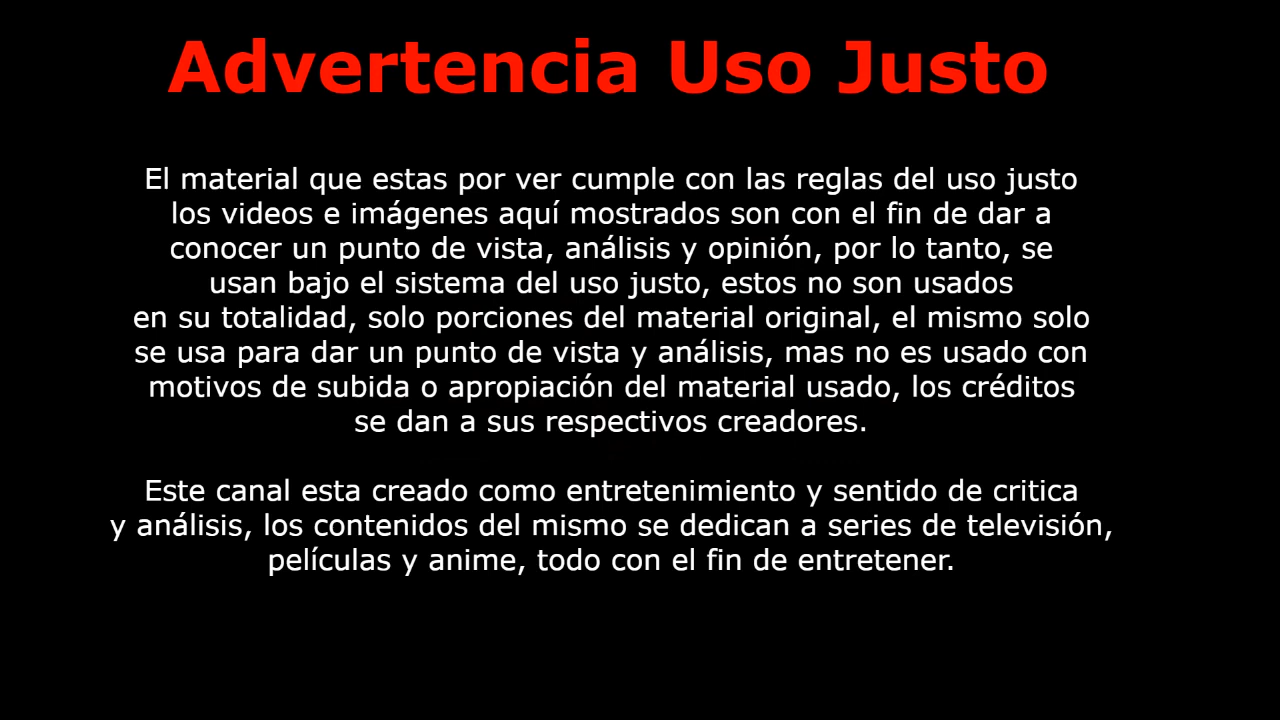 Advertencia Uso Justo
El material que estas por ver cumple con las reglas del uso justo
los videos e imágenes aquí mostrados son con el fin de dar a
conocer un punto de vista, análisis y opinión, por lo tanto, se
usan bajo el sistema del uso justo, estos no son usados
en su totalidad, solo porciones del material original, el mismo solo
se usa para dar un punto de vista y análisis, mas no es usado con
motivos de subida o apropiación del material usado, los créditos
se dan a sus respectivos creadores.
Este canal esta creado como entretenimiento y sentido de critica
y análisis, los contenidos del mismo se dedican a series de televisión,
películas y anime, todo con el fin de entretener.